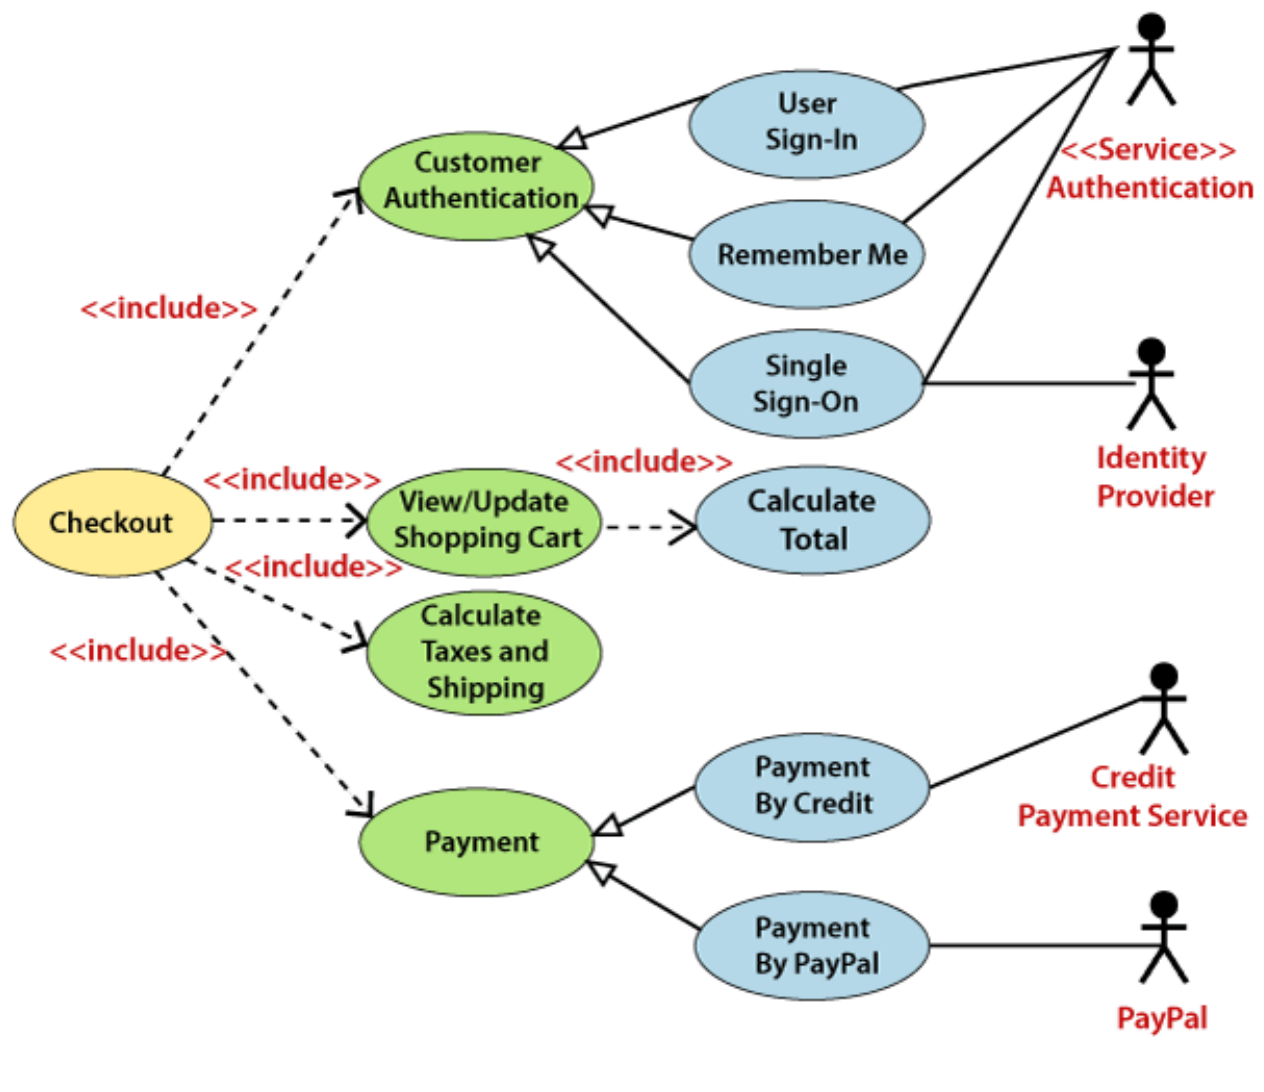 User
Sign-In
<<Service>>
Authentication
Customer
Authentication
Remember Me
<<include>>
Single
Sign-On
Identity
Provider
<<include>>
<<include>>
Checkout
View/Update
Shopping Cart
Calculate
Total
<<include>>
Calculate
Taxes and
Shipping
<<include>>
Payment
By Credit
Credit
Payment Service
Payment
Payment
By PayPal
PayPal